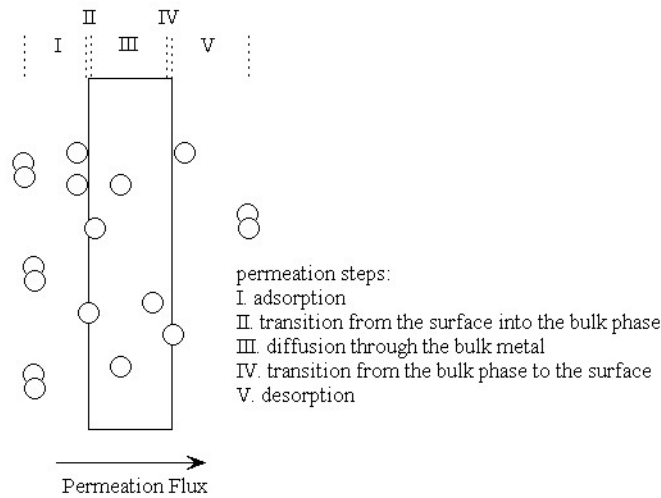 II IV
I III V
permeation steps:
I. adsorption
II. transition from the surface into the bulk phase
III. diffusion through the bulk metal
IV. transition from the bulk phase to the surface
V. desorption
Permeation Flux